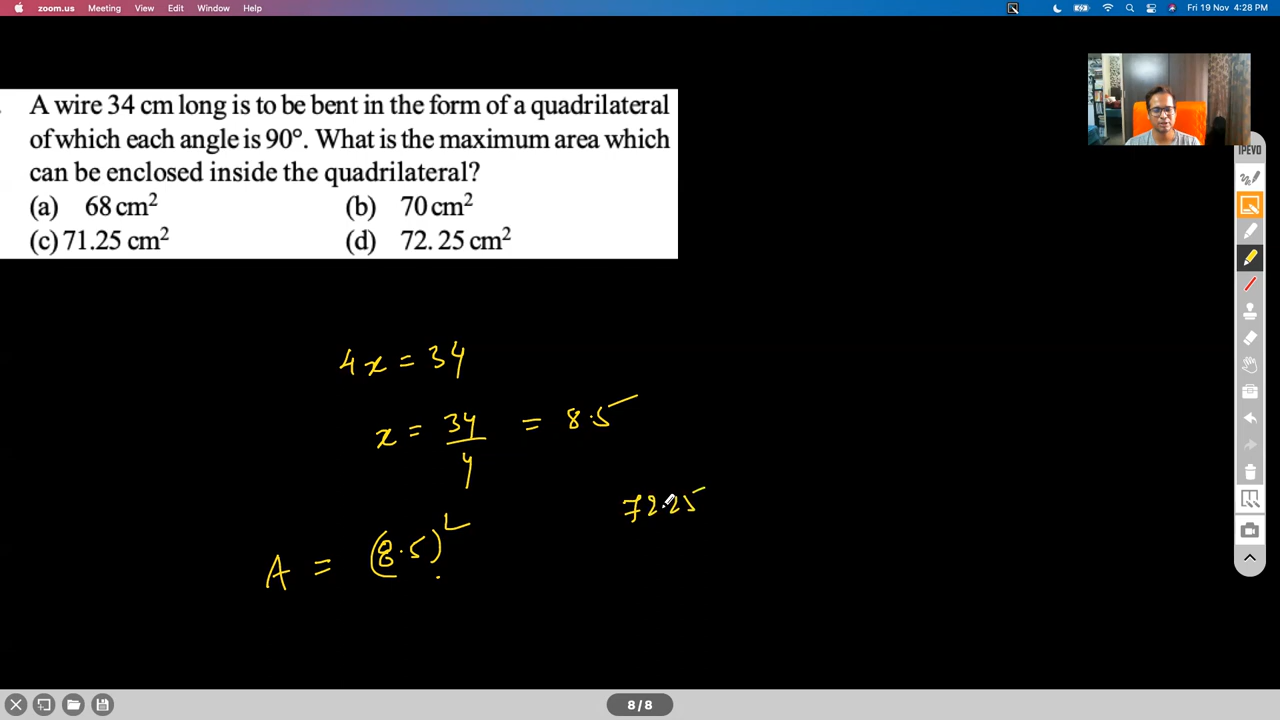 zoom.us Meeting View Edit Window Help Fri 19 Nov 4:28 PM
A wire 34 cm long is to be bent in the form of a quadrilateral
of which each angle is 90°. What is the maximum area which
can be enclosed inside the quadrilateral?
(a) 68 cm² (b) 70 cm²
(c) 71.25 cm² (d) 72. 25 cm²
IPEVO
4x = 34
x = 34/4 = 8.5
72.25
A = (8.5)²
8 / 8